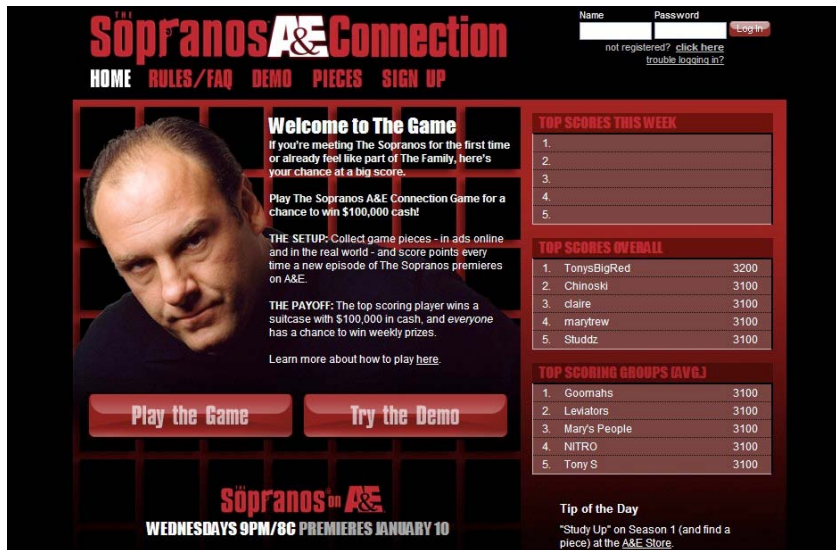 THE
Sopranos A&E Connection
Name Password
Log In
not registered? click here
trouble logging in?
HOME RULES/FAQ DEMO PIECES SIGN UP
Welcome to The Game
If you're meeting The Sopranos for the first time
or already feel like part of The Family, here's
your chance at a big score.
Play The Sopranos A&E Connection Game for a
chance to win $100,000 cash!
THE SETUP: Collect game pieces - in ads online
and in the real world - and score points every
time a new episode of The Sopranos premieres
on A&E.
THE PAYOFF: The top scoring player wins a
suitcase with $100,000 in cash, and everyone
has a chance to win weekly prizes.
Learn more about how to play here.
Play the Game
Try the Demo
THE
Sopranos on A&E
WEDNESDAYS 9PM/8C PREMIERES JANUARY 10
TOP SCORES THIS WEEK
1.
2.
3.
4.
5.
TOP SCORES OVERALL
1. TonysBigRed 3200
2. Chinoski 3100
3. claire 3100
4. marytrew 3100
5. Studdz 3100
TOP SCORING GROUPS (AVG.)
1. Goomahs 3100
2. Leviators 3100
3. Mary's People 3100
4. NITRO 3100
5. Tony S 3100
Tip of the Day
"Study Up" on Season 1 (and find a
piece) at the A&E Store.